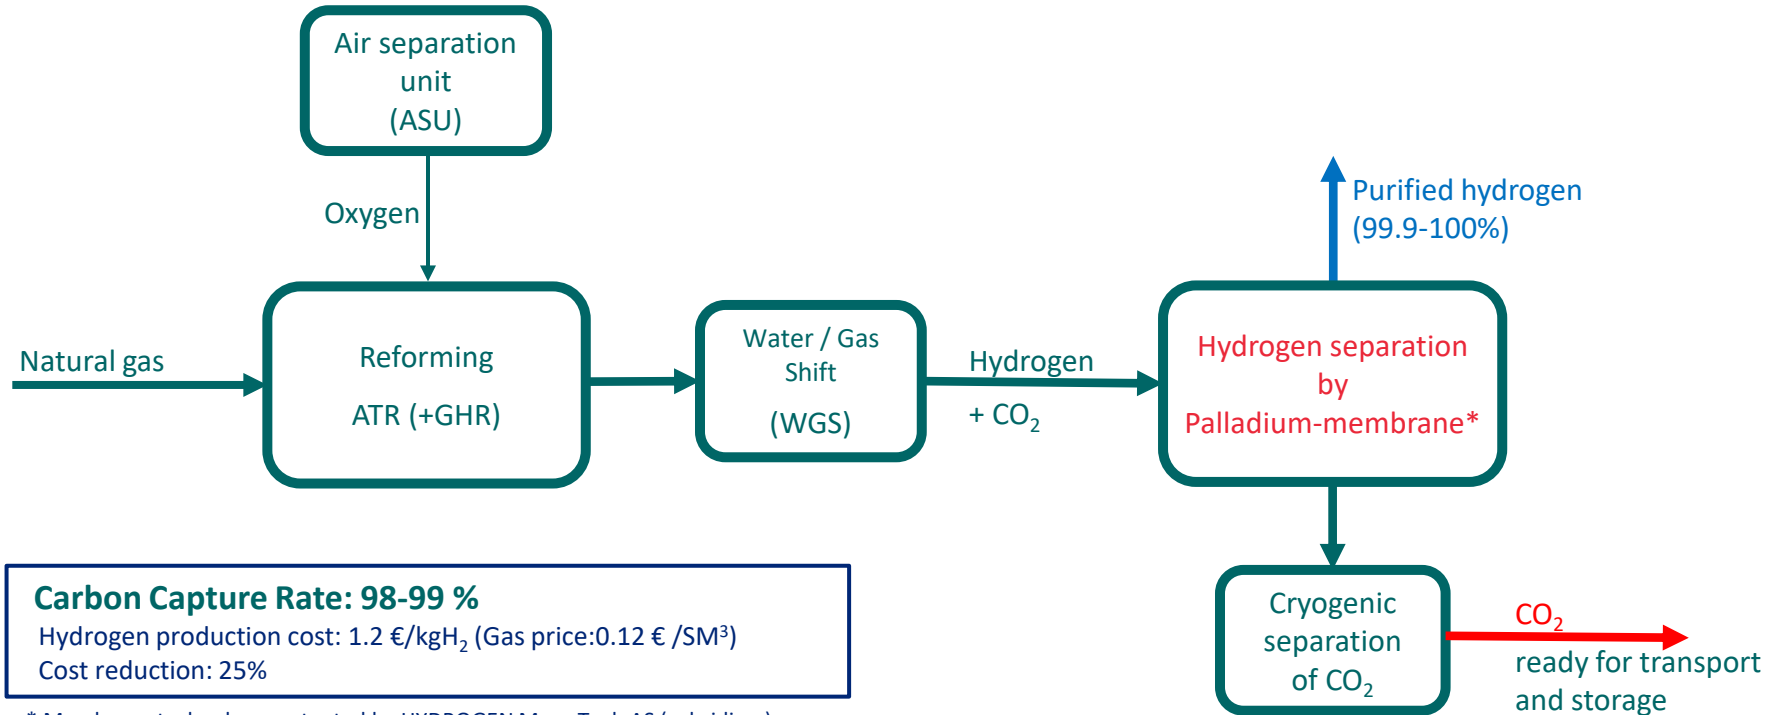 Air separation
unit
(ASU)
Oxygen
Purified hydrogen
(99.9-100%)
Natural gas
Reforming
ATR (+GHR)
Water / Gas
Shift
(WGS)
Hydrogen
+ CO₂
Hydrogen separation
by
Palladium-membrane*
Carbon Capture Rate: 98-99 %
Hydrogen production cost: 1.2 €/kgH₂ (Gas price:0.12 € /SM³)
Cost reduction: 25%
Cryogenic
separation
of CO₂
CO₂
ready for transport
and storage